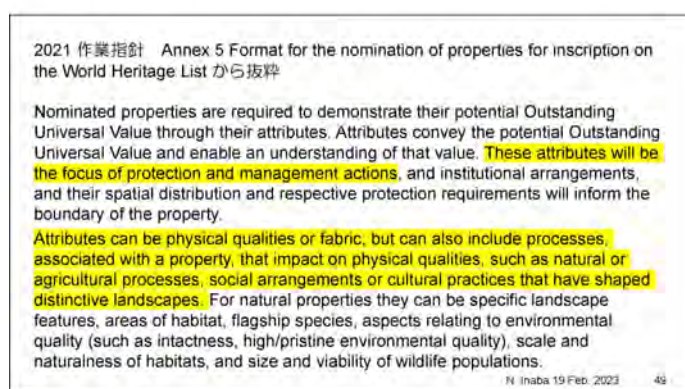 2021 作業指針 Annex 5 Format for the nomination of properties for inscription on
the World Heritage List から抜粋
Nominated properties are required to demonstrate their potential Outstanding
Universal Value through their attributes. Attributes convey the potential Outstanding
Universal Value and enable an understanding of that value. These attributes will be
the focus of protection and management actions, and institutional arrangements,
and their spatial distribution and respective protection requirements will inform the
boundary of the property.
Attributes can be physical qualities or fabric, but can also include processes,
associated with a property, that impact on physical qualities, such as natural or
agricultural processes, social arrangements or cultural practices that have shaped
distinctive landscapes. For natural properties they can be specific landscape
features, areas of habitat, flagship species, aspects relating to environmental
quality (such as intactness, high/pristine environmental quality), scale and
naturalness of habitats, and size and viability of wildlife populations.
N. Inaba 19 Feb. 2023 49